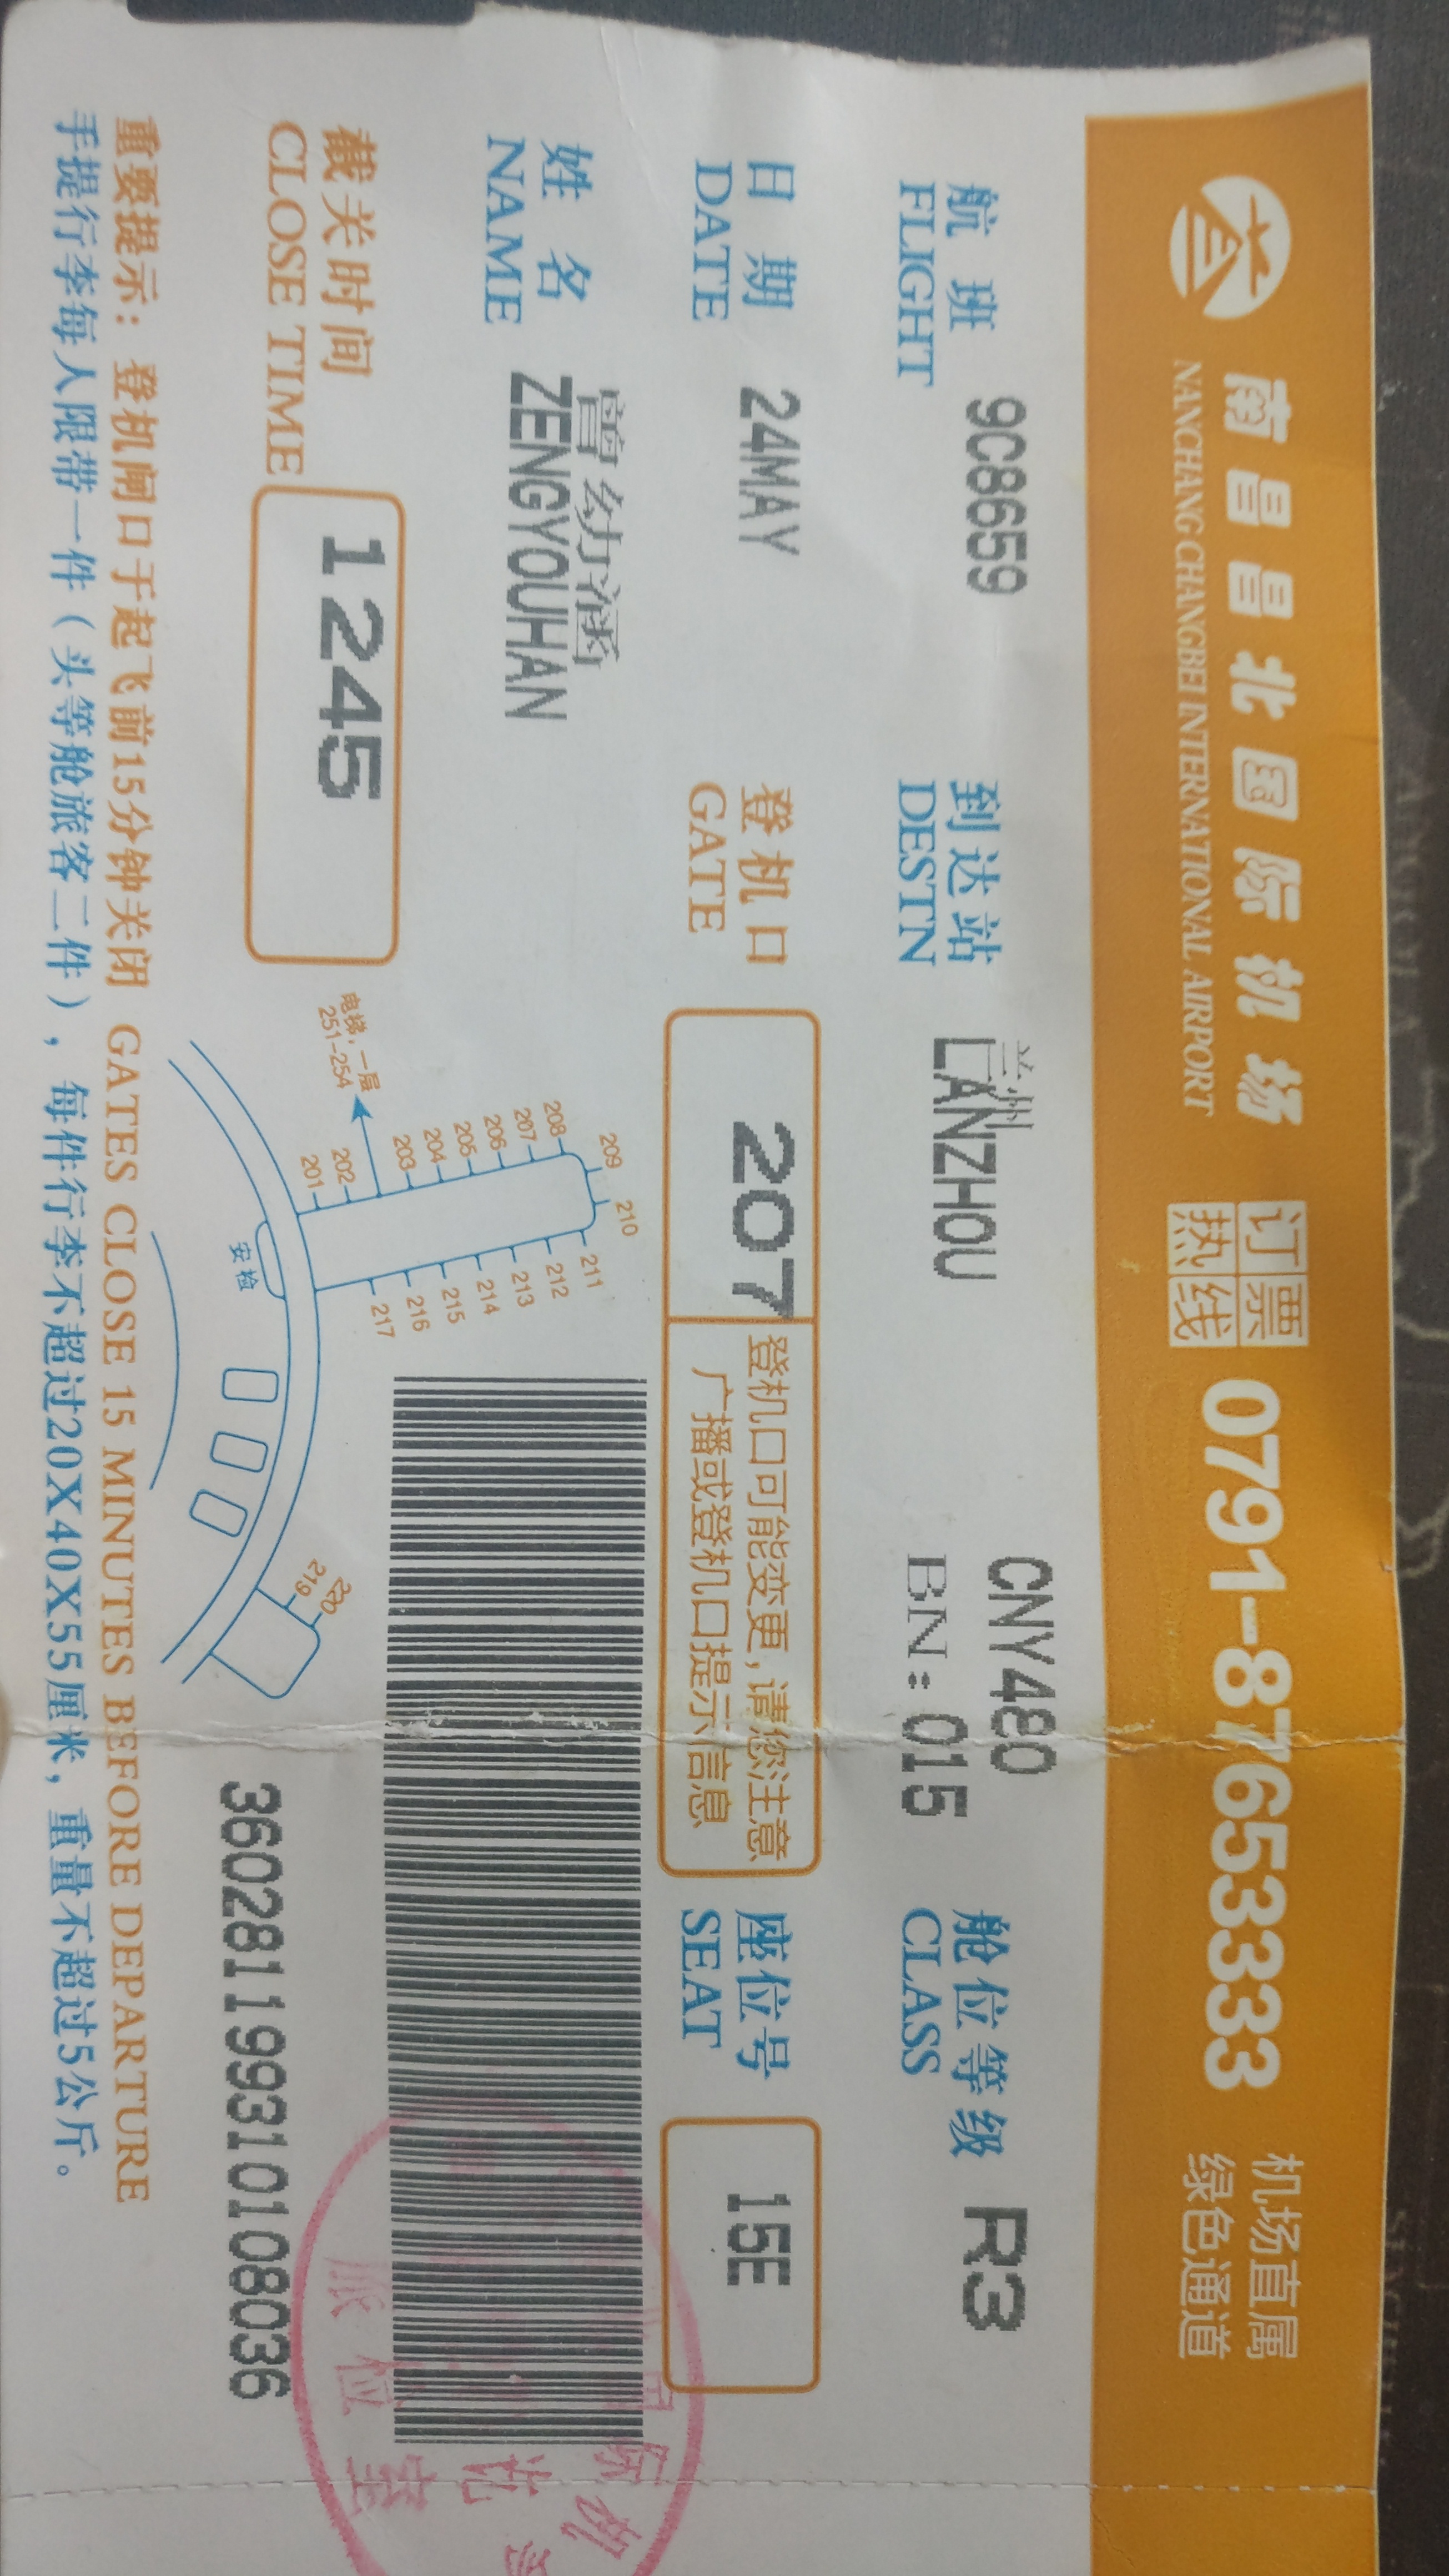 南昌昌北国际机场
NANCHANG CHANGBEI INTERNATIONAL AIRPORT
订票
热线
0791-87653333
机场直属
绿色通道
航班
FLIGHT
9C8659
到达站
DESTN
兰州
LANZHOU
CNY480
BN:015
舱位等级
CLASS
R3
日期
DATE
24MAY
登机口
GATE
207
登机口可能变更,请您注意
广播或登机口提示信息
座位号
SEAT
15E
姓名
NAME
曾幼涵
ZENGYOUHAN
截关时间
CLOSE TIME
1245
电梯,一层
251-254
201
202
203
204
205
206
207
208
209
210
211
212
213
214
215
216
217
安检
219
220
360281199310108036
国际机
重要提示:登机闸口于起飞前15分钟关闭 GATES CLOSE 15 MINUTES BEFORE DEPARTURE
手提行李每人限带一件(头等舱旅客二件),每件行李不超过20X40X55厘米,重量不超过5公斤。